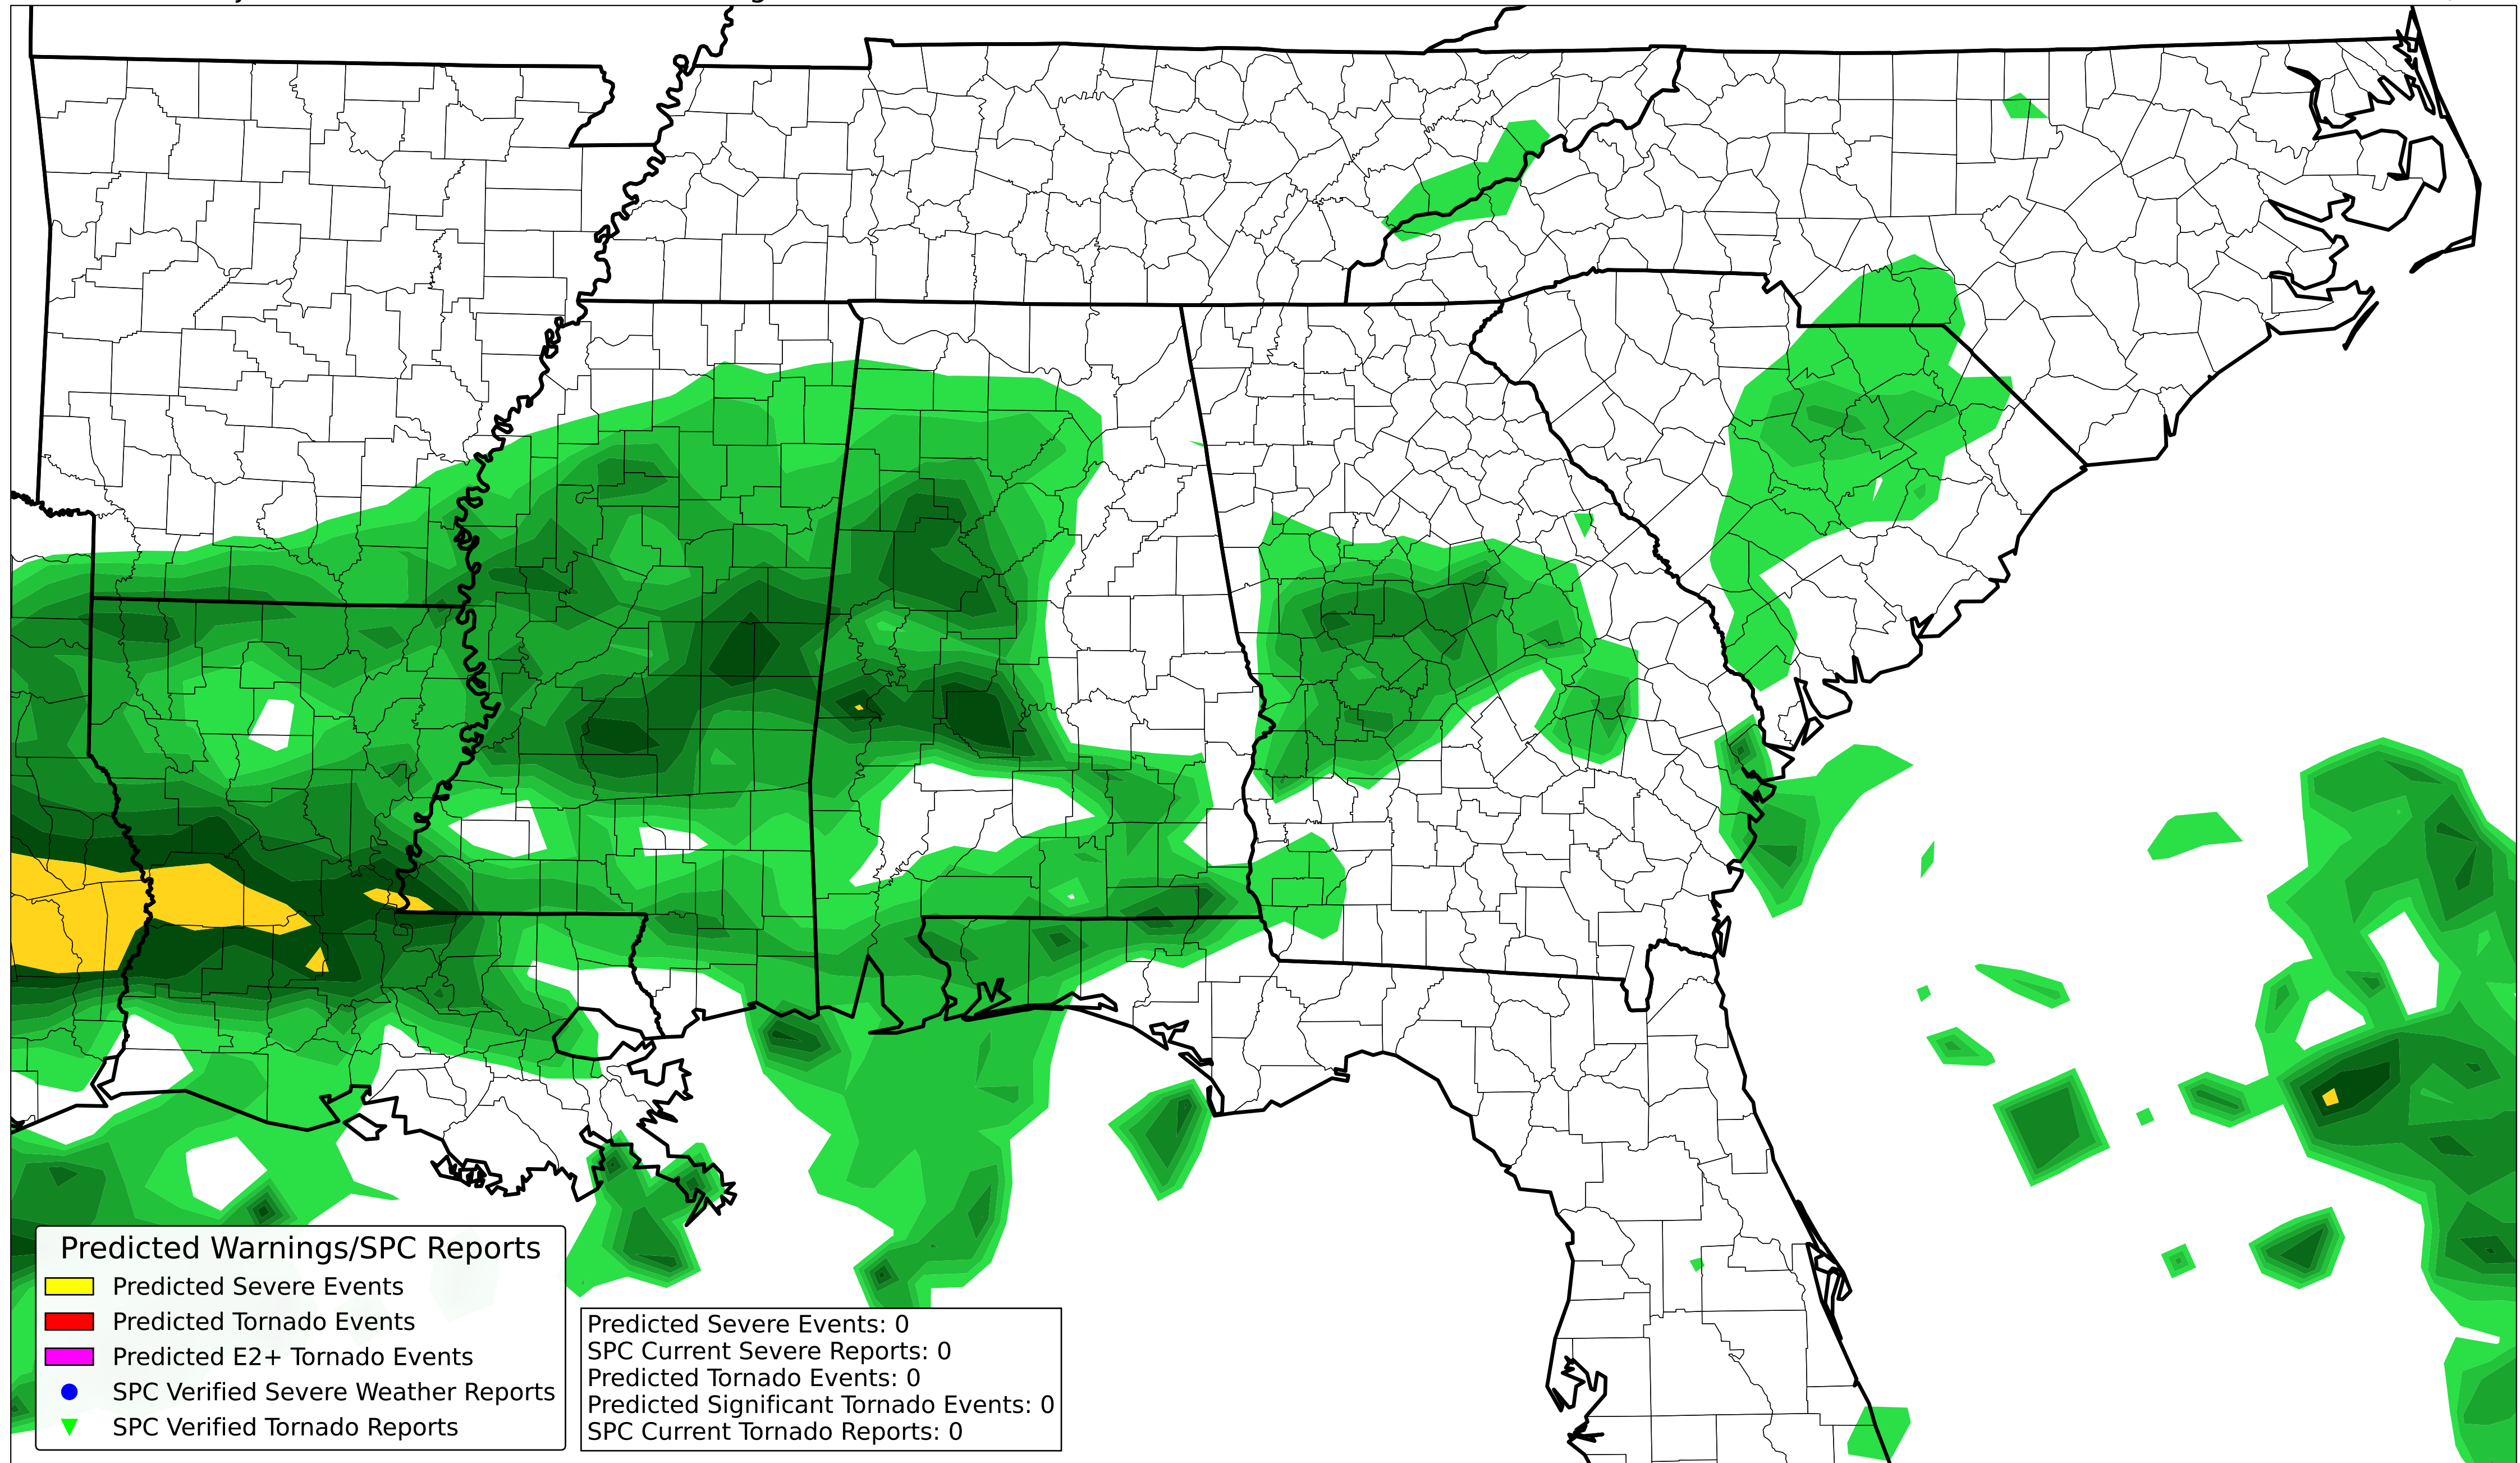 Predicted Warnings/SPC Reports
Predicted Severe Events
Predicted Tornado Events
Predicted E2+ Tornado Events
SPC Verified Severe Weather Reports
SPC Verified Tornado Reports
Predicted Severe Events: 0
SPC Current Severe Reports: 0
Predicted Tornado Events: 0
Predicted Significant Tornado Events: 0
SPC Current Tornado Reports: 0